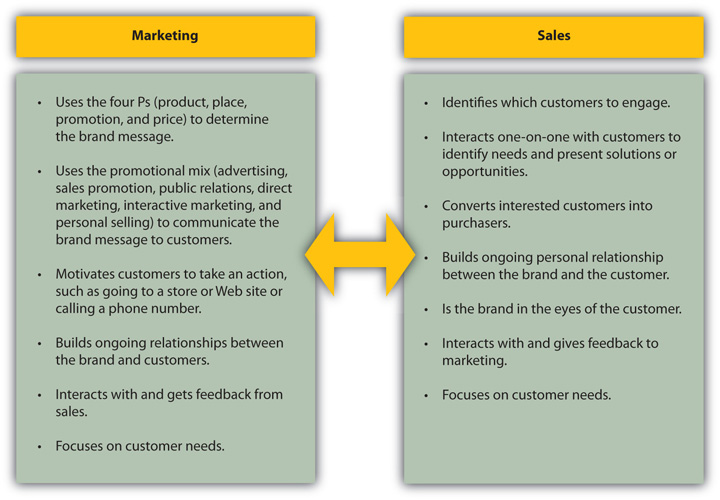 Marketing
• Uses the four Ps (product, place,
promotion, and price) to determine
the brand message.
• Uses the promotional mix (advertising,
sales promotion, public relations, direct
marketing, interactive marketing, and
personal selling) to communicate the
brand message to customers.
• Motivates customers to take an action,
such as going to a store or Web site or
calling a phone number.
• Builds ongoing relationships between
the brand and customers.
• Interacts with and gets feedback from
sales.
• Focuses on customer needs.
Sales
• Identifies which customers to engage.
• Interacts one-on-one with customers to
identify needs and present solutions or
opportunities.
• Converts interested customers into
purchasers.
• Builds ongoing personal relationship
between the brand and the customer.
• Is the brand in the eyes of the customer.
• Interacts with and gives feedback to
marketing.
• Focuses on customer needs.